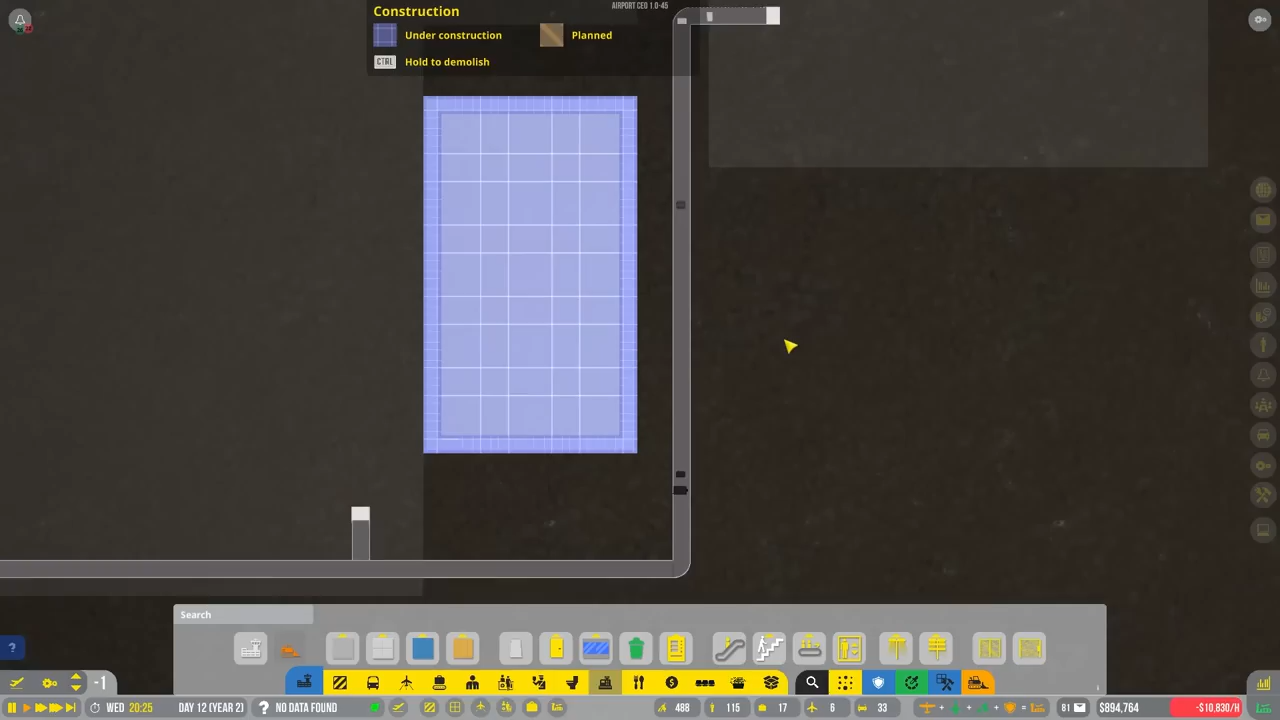 AIRPORT CEO 1.0-45
Construction
Under construction
Planned
CTRL
Hold to demolish
Search
?
-1
WED 20:25
DAY 12 (YEAR 2)
? NO DATA FOUND
488
115
17
6
33
+ + + =
81
$894,764
-$10,830/H